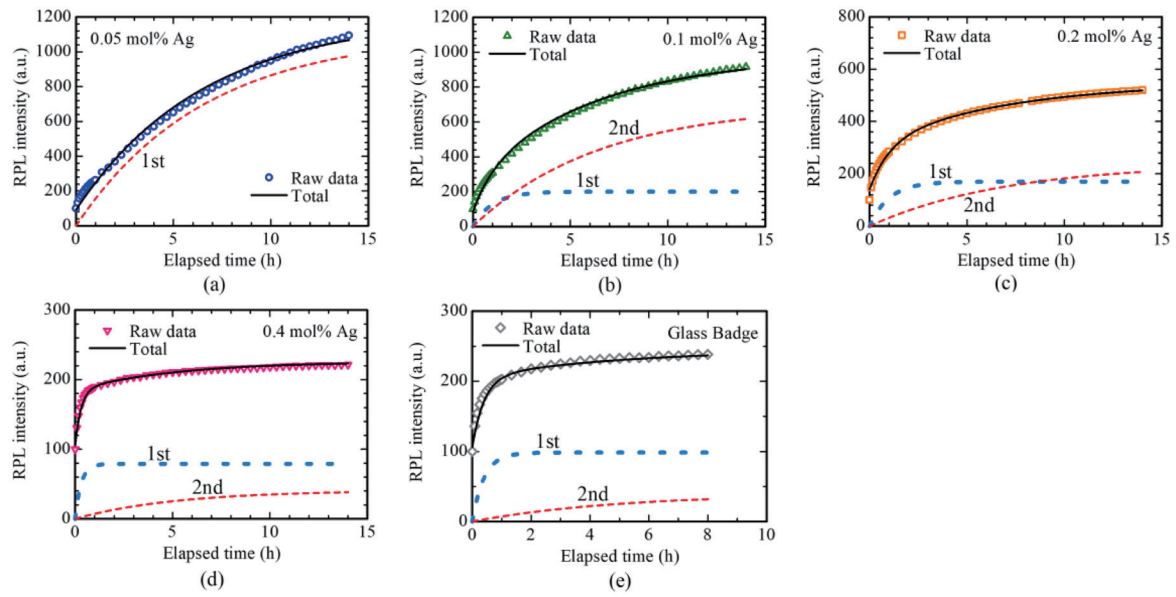 1200
1000
800
600
400
200
0
RPL intensity (a.u.)
0.05 mol% Ag
1st
Raw data
Total
0 5 10 15
Elapsed time (h)
(a)
1000
800
600
400
200
0
RPL intensity (a.u.)
Raw data 0.1 mol% Ag
Total
2nd
1st
0 5 10 15
Elapsed time (h)
(b)
800
600
400
200
0
RPL intensity (a.u.)
Raw data 0.2 mol% Ag
Total
1st
2nd
0 5 10 15
Elapsed time (h)
(c)
300
200
100
0
RPL intensity (a.u.)
Raw data 0.4 mol% Ag
Total
1st
2nd
0 5 10 15
Elapsed time (h)
(d)
300
200
100
0
RPL intensity (a.u.)
Raw data Glass Badge
Total
1st
2nd
0 2 4 6 8 10
Elapsed time (h)
(e)